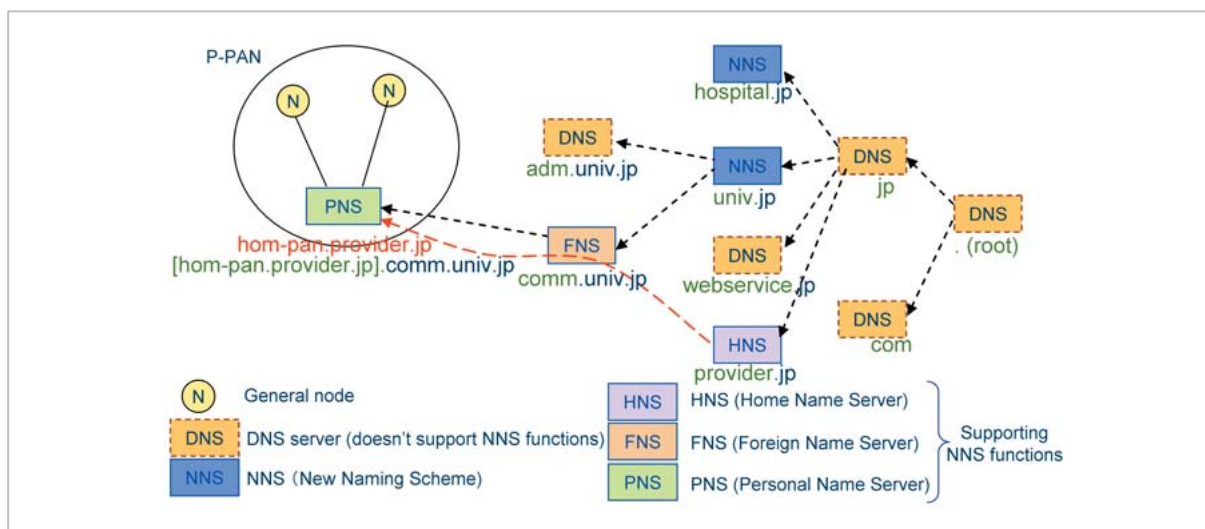 P-PAN
N
N
PNS
hom-pan.provider.jp
[hom-pan.provider.jp].comm.univ.jp
DNS
adm.univ.jp
FNS
comm.univ.jp
NNS
hospital.jp
NNS
univ.jp
DNS
webservice.jp
HNS
provider.jp
DNS
jp
DNS
. (root)
DNS
com
N General node
DNS DNS server (doesn't support NNS functions)
NNS NNS (New Naming Scheme)
HNS HNS (Home Name Server)
FNS FNS (Foreign Name Server)
PNS PNS (Personal Name Server)
Supporting
NNS functions